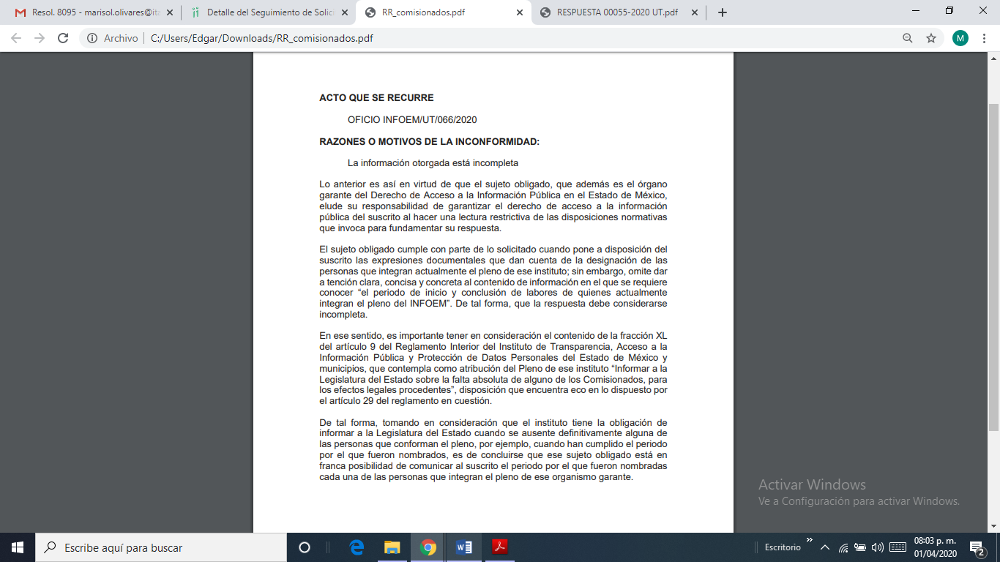 Resol. 8095 - marisol.olivares@ita
Detalle del Seguimiento de Solici
RR_comisionados.pdf
RESPUESTA 00055-2020 UT.pdf
Archivo
C:/Users/Edgar/Downloads/RR_comisionados.pdf
M
ACTO QUE SE RECURRE
OFICIO INFOEM/UT/066/2020
RAZONES O MOTIVOS DE LA INCONFORMIDAD:
La información otorgada está incompleta
Lo anterior es así en virtud de que el sujeto obligado, que además es el órgano
garante del Derecho de Acceso a la Información Pública en el Estado de México,
elude su responsabilidad de garantizar el derecho de acceso a la información
pública del suscrito al hacer una lectura restrictiva de las disposiciones normativas
que invoca para fundamentar su respuesta.
El sujeto obligado cumple con parte de lo solicitado cuando pone a disposición del
suscrito las expresiones documentales que dan cuenta de la designación de las
personas que integran actualmente el pleno de ese instituto; sin embargo, omite dar
a tención clara, concisa y concreta al contenido de información en el que se requiere
conocer “el periodo de inicio y conclusión de labores de quienes actualmente
integran el pleno del INFOEM”. De tal forma, que la respuesta debe considerarse
incompleta.
En ese sentido, es importante tener en consideración el contenido de la fracción XL
del artículo 9 del Reglamento Interior del Instituto de Transparencia, Acceso a la
Información Pública y Protección de Datos Personales del Estado de México y
municipios, que contempla como atribución del Pleno de ese instituto “Informar a la
Legislatura del Estado sobre la falta absoluta de alguno de los Comisionados, para
los efectos legales procedentes”, disposición que encuentra eco en lo dispuesto por
el artículo 29 del reglamento en cuestión.
De tal forma, tomando en consideración que el instituto tiene la obligación de
informar a la Legislatura del Estado cuando se ausente definitivamente alguna de
las personas que conforman el pleno, por ejemplo, cuando han cumplido el periodo
por el que fueron nombrados, es de concluirse que ese sujeto obligado está en
franca posibilidad de comunicar al suscrito el periodo por el que fueron nombradas
cada una de las personas que integran el pleno de ese organismo garante.
Activar Windows
Ve a Configuración para activar Windows.
Escribe aquí para buscar
Escritorio
08:03 p. m.
01/04/2020
2